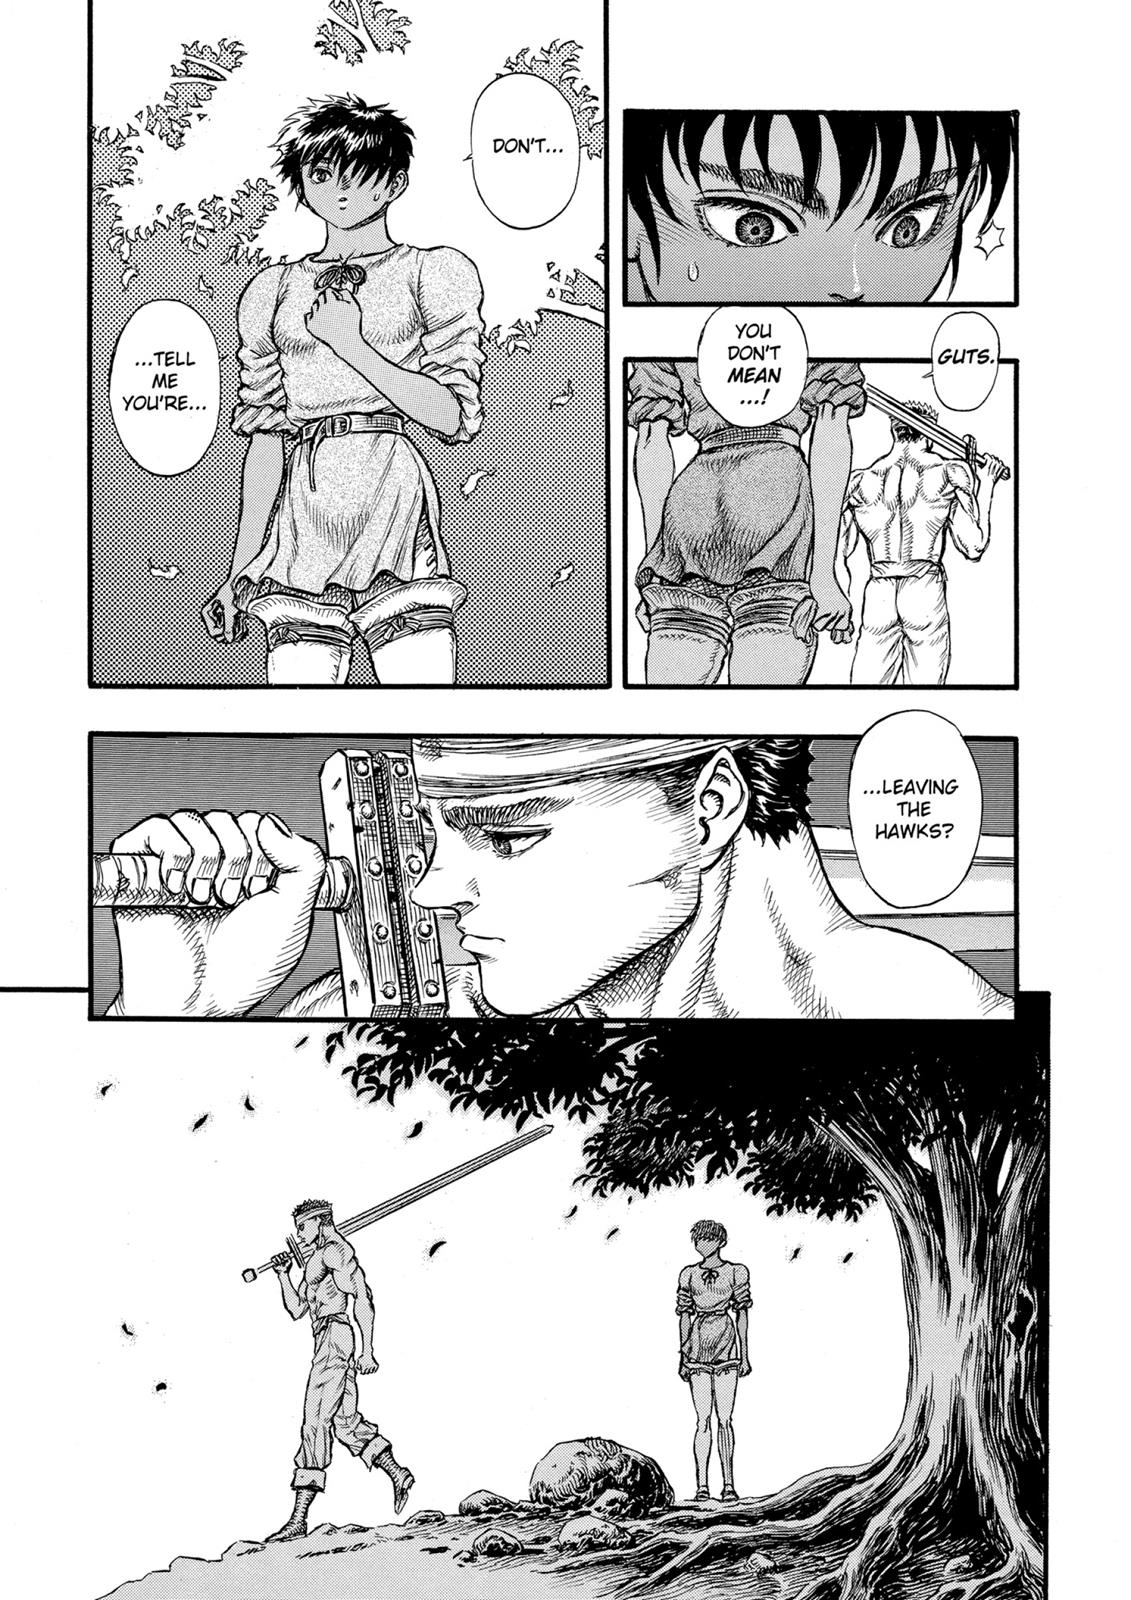 GUTS.
YOU
DON'T
MEAN
...!
DON'T...
...TELL
ME
YOU'RE...
...LEAVING
THE
HAWKS?